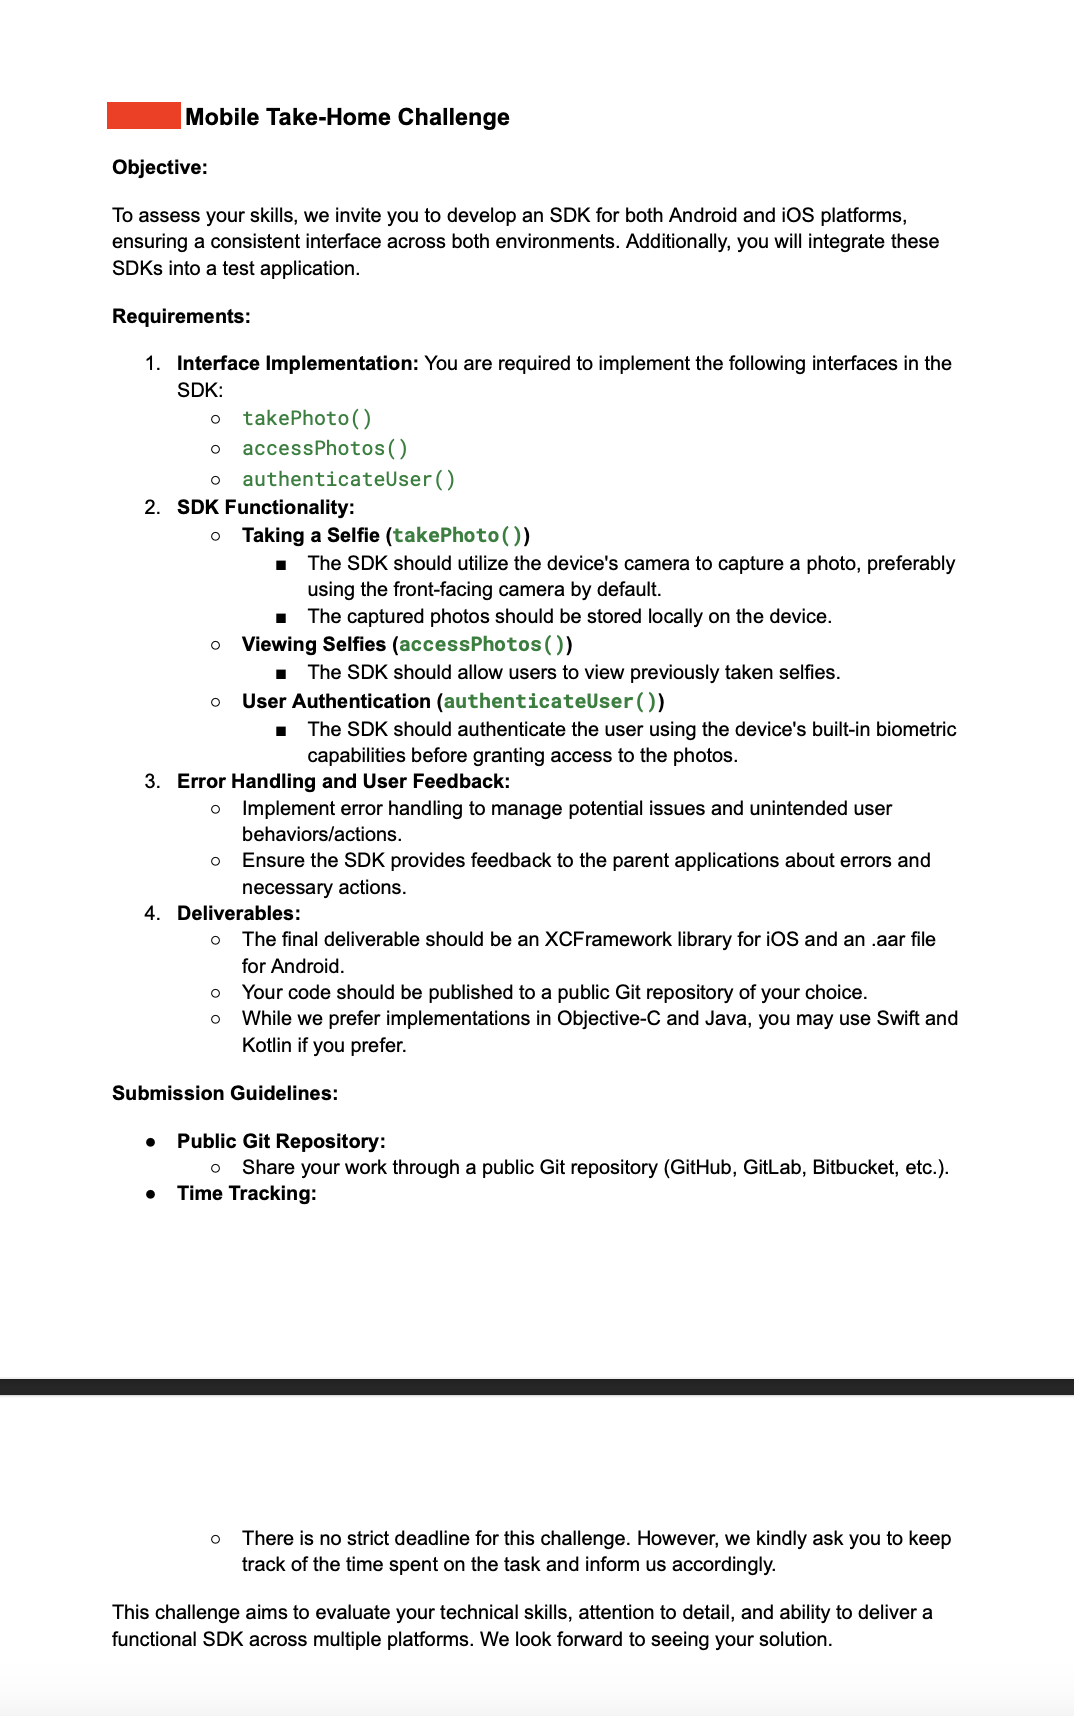 Mobile Take-Home Challenge
Objective:
To assess your skills, we invite you to develop an SDK for both Android and iOS platforms,
ensuring a consistent interface across both environments. Additionally, you will integrate these
SDKs into a test application.
Requirements:
1. Interface Implementation: You are required to implement the following interfaces in the
SDK:
○ takePhoto()
○ accessPhotos()
○ authenticateUser()
2. SDK Functionality:
○ Taking a Selfie (takePhoto())
■ The SDK should utilize the device's camera to capture a photo, preferably
using the front-facing camera by default.
■ The captured photos should be stored locally on the device.
○ Viewing Selfies (accessPhotos())
■ The SDK should allow users to view previously taken selfies.
○ User Authentication (authenticateUser())
■ The SDK should authenticate the user using the device's built-in biometric
capabilities before granting access to the photos.
3. Error Handling and User Feedback:
○ Implement error handling to manage potential issues and unintended user
behaviors/actions.
○ Ensure the SDK provides feedback to the parent applications about errors and
necessary actions.
4. Deliverables:
○ The final deliverable should be an XCFramework library for iOS and an .aar file
for Android.
○ Your code should be published to a public Git repository of your choice.
○ While we prefer implementations in Objective-C and Java, you may use Swift and
Kotlin if you prefer.
Submission Guidelines:
● Public Git Repository:
○ Share your work through a public Git repository (GitHub, GitLab, Bitbucket, etc.).
● Time Tracking:
○ There is no strict deadline for this challenge. However, we kindly ask you to keep
track of the time spent on the task and inform us accordingly.
This challenge aims to evaluate your technical skills, attention to detail, and ability to deliver a
functional SDK across multiple platforms. We look forward to seeing your solution.